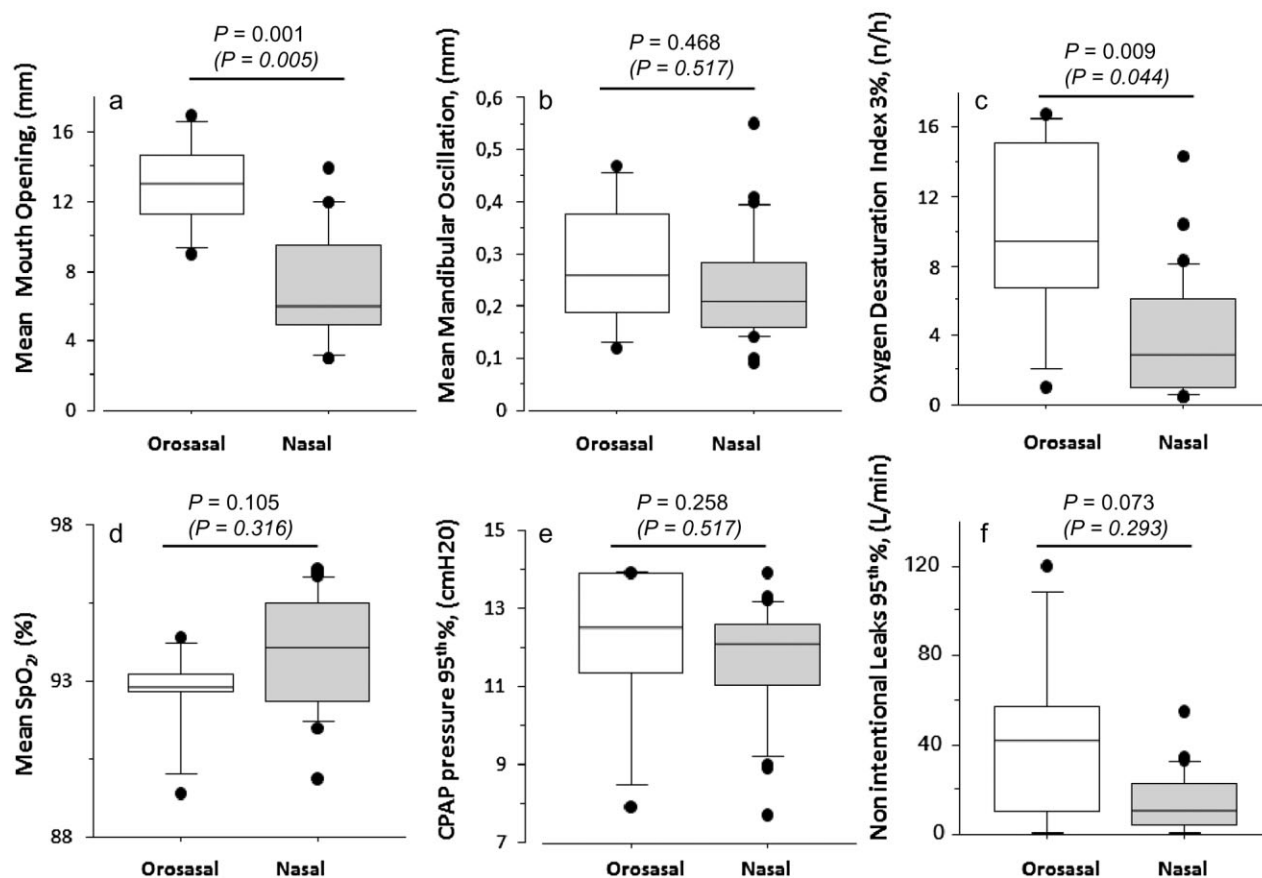 P = 0.001
(P = 0.005)
a
Mean Mouth Opening, (mm)
16
12
8
4
0
Orosasal Nasal
P = 0.468
(P = 0.517)
b
Mean Mandibular Oscillation, (mm)
0,6
0,5
0,4
0,3
0,2
0,1
0
Orosasal Nasal
P = 0.009
(P = 0.044)
c
Oxygen Desaturation Index 3%, (n/h)
16
12
8
4
0
Orosasal Nasal
P = 0.105
(P = 0.316)
d
Mean SpO2, (%)
98
93
88
Orosasal Nasal
P = 0.258
(P = 0.517)
e
CPAP pressure 95th%, (cmH20)
15
13
11
9
7
Orosasal Nasal
P = 0.073
(P = 0.293)
f
Non intentional Leaks 95th%, (L/min)
120
80
40
0
Orosasal Nasal